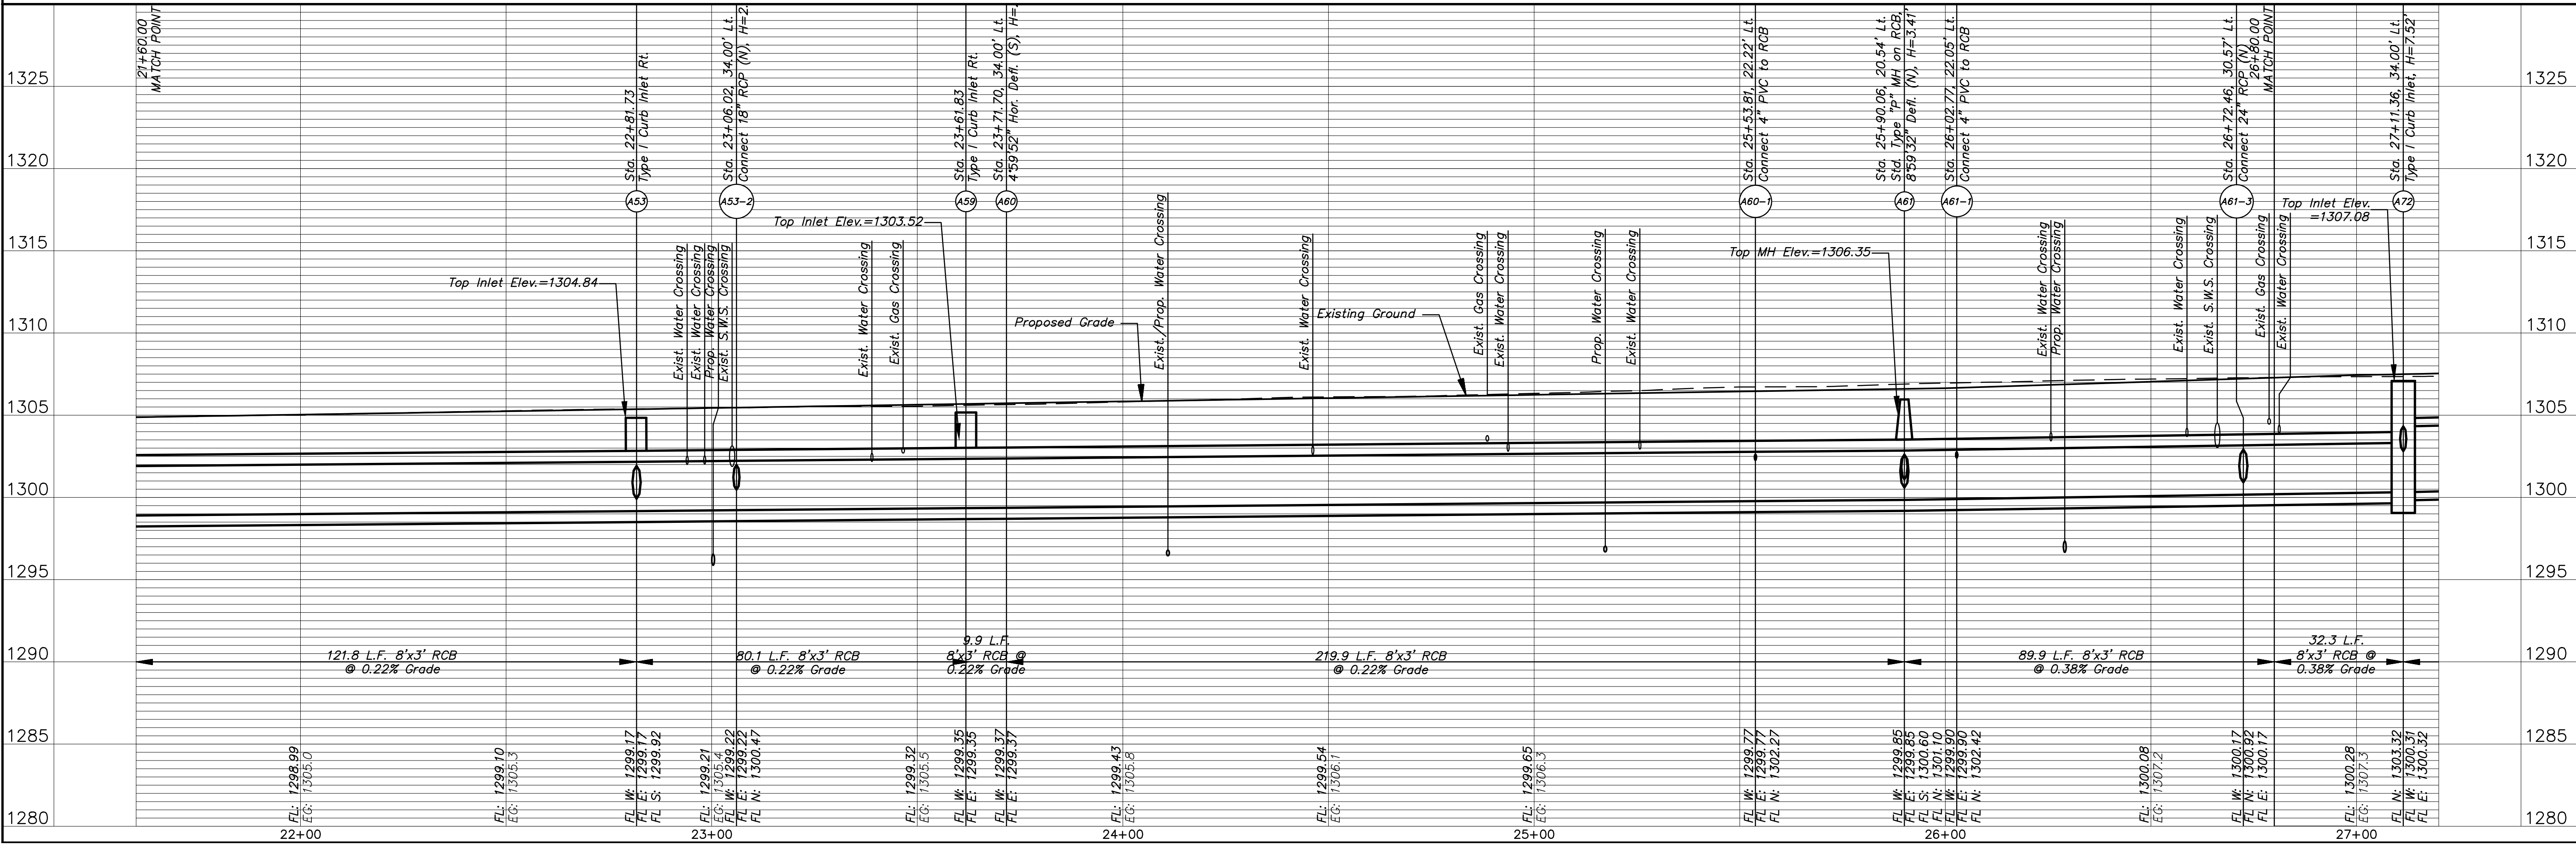 21+60.00
MATCH POINT
Sta. 22+81.73
Type I Curb Inlet Rt.
Sta. 23+06.02, 34.00' Lt.
Connect 18" RCP (N), H=2.
Sta. 23+61.83
Type I Curb Inlet Rt.
Sta. 23+71.70, 34.00' Lt.
4°59'52" Hor. Defl. (S), H=
Sta. 25+53.81, 22.22' Lt.
Connect 4" PVC to RCB
Sta. 25+90.06, 20.54' Lt.
Std. Type "P" MH on RCB,
8°59'32" Defl. (N), H=3.41'
Sta. 26+02.77, 22.05' Lt.
Connect 4" PVC to RCB
Sta. 26+72.46, 30.57' Lt.
Connect 24" RCP (N)
26+80.00
MATCH POINT
Sta. 27+11.36, 34.00' Lt.
Type I Curb Inlet, H=7.52'
1325
1325
1320
1320
A53
A53-2
A59
A60
A60-1
A61
A61-1
A61-3
A72
1315
1315
Top Inlet Elev.=1304.84
Top Inlet Elev.=1303.52
Top MH Elev.=1306.35
Top Inlet Elev.
=1307.08
Exist. Water Crossing
Exist. Water Crossing
Prop. Water Crossing
Exist. S.W.S. Crossing
Exist. Water Crossing
Exist. Gas Crossing
Exist./Prop. Water Crossing
Exist. Water Crossing
Exist. Gas Crossing
Exist. Water Crossing
Prop. Water Crossing
Exist. Water Crossing
Exist. Water Crossing
Prop. Water Crossing
Exist. Water Crossing
Exist. S.W.S. Crossing
Exist. Gas Crossing
Exist. Water Crossing
Proposed Grade
Existing Ground
1310
1310
1305
1305
1300
1300
1295
1295
1290
1290
121.8 L.F. 8'x3' RCB
@ 0.22% Grade
80.1 L.F. 8'x3' RCB
@ 0.22% Grade
9.9 L.F.
8'x3' RCB @
0.22% Grade
219.9 L.F. 8'x3' RCB
@ 0.22% Grade
89.9 L.F. 8'x3' RCB
@ 0.38% Grade
32.3 L.F.
8'x3' RCB @
0.38% Grade
1285
1285
FL: 1298.99
EG: 1305.0
FL: 1299.10
EG: 1305.3
FL W: 1299.17
FL E: 1299.17
FL S: 1299.92
FL: 1299.21
EG: 1305.4
FL W: 1299.22
FL E: 1299.22
FL N: 1300.47
FL: 1299.32
EG: 1305.5
FL W: 1299.35
FL E: 1299.35
FL W: 1299.37
FL E: 1299.37
FL: 1299.43
EG: 1305.8
FL: 1299.54
EG: 1306.1
FL: 1299.65
EG: 1306.3
FL W: 1299.77
FL E: 1299.77
FL N: 1302.27
FL W: 1299.85
FL E: 1299.85
FL S: 1300.60
FL N: 1301.10
FL W: 1299.90
FL E: 1299.90
FL N: 1302.42
FL: 1300.08
EG: 1307.2
FL W: 1300.17
FL N: 1300.92
FL E: 1300.17
FL: 1300.28
EG: 1307.3
FL N: 1303.32
FL W: 1300.31
FL E: 1300.32
1280
1280
22+00
23+00
24+00
25+00
26+00
27+00